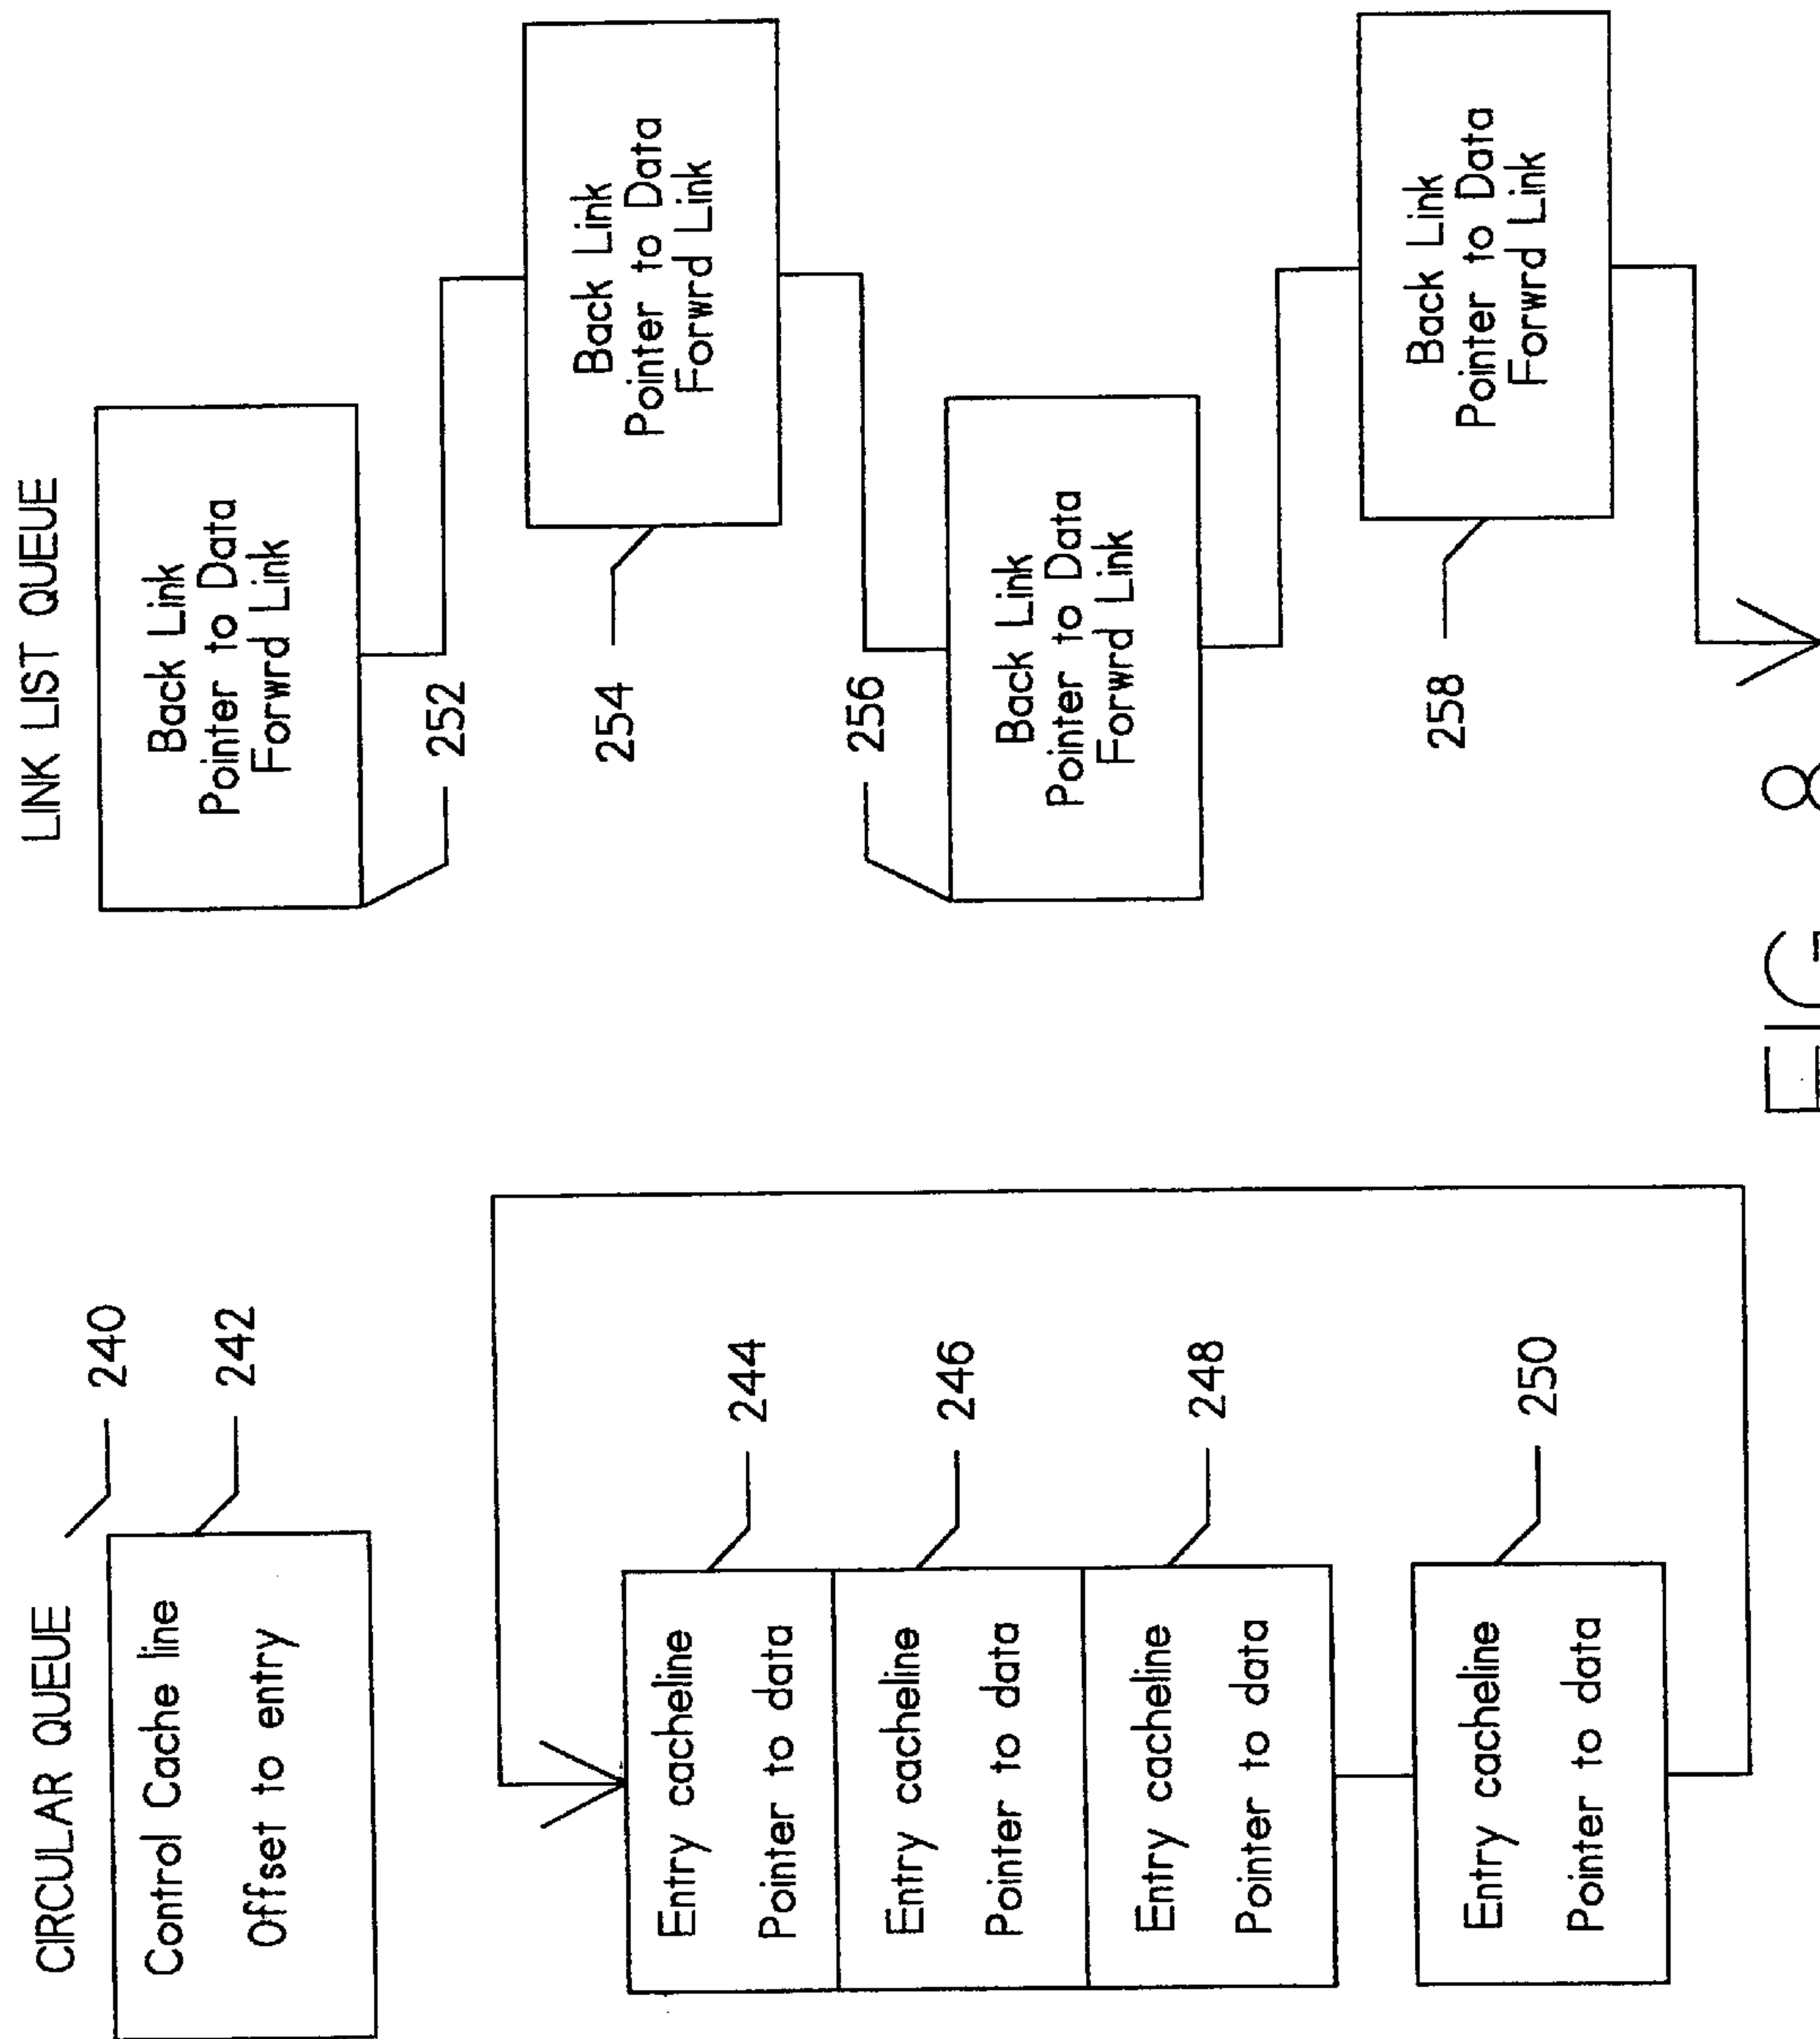 CIRCULAR QUEUE
240
Control Cache line
Offset to entry
242
Entry cacheline
Pointer to data
244
Entry cacheline
Pointer to data
246
Entry cacheline
Pointer to data
248
Entry cacheline
Pointer to data
250
LINK LIST QUEUE
Back Link
Pointer to Data
Forwrd Link
252
Back Link
Pointer to Data
Forwrd Link
254
Back Link
Pointer to Data
Forwrd Link
256
Back Link
Pointer to Data
Forwrd Link
258
FIG 8